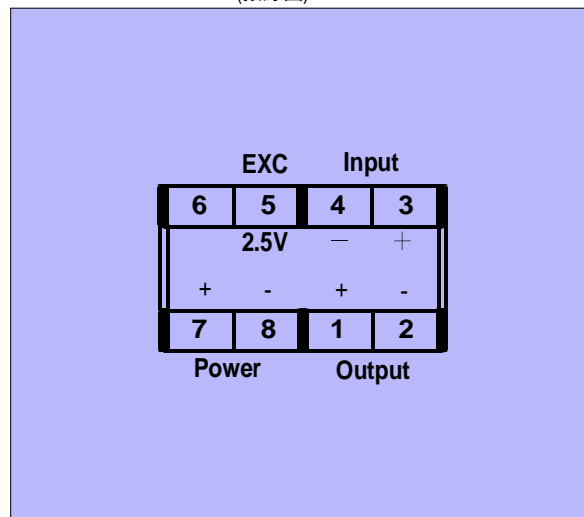 EXC Input
6 5 4 3
2.5V — +
+ - + -
7 8 1 2
Power Output